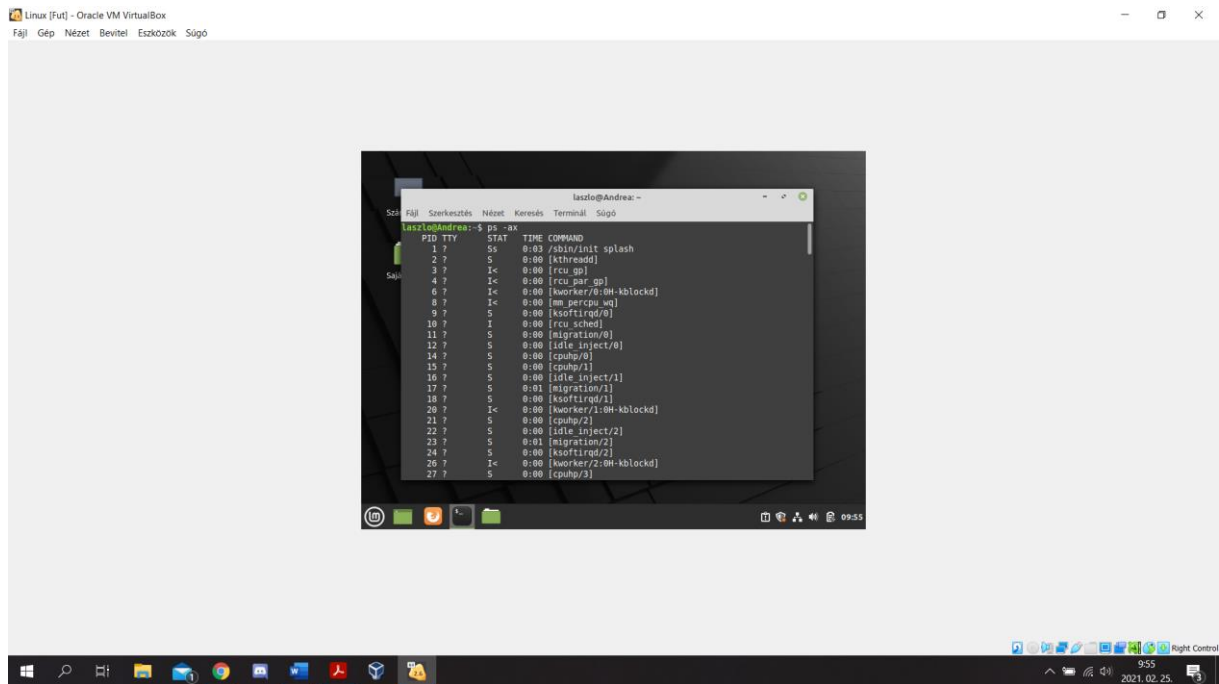 Linux [Fut] - Oracle VM VirtualBox
Fájl Gép Nézet Bevitel Eszközök Súgó
laszlo@Andrea: ~
Fájl Szerkesztés Nézet Keresés Terminál Súgó
laszlo@Andrea:~$ ps -ax
PID TTY STAT TIME COMMAND
1 ? Ss 0:03 /sbin/init splash
2 ? S 0:00 [kthreadd]
3 ? I< 0:00 [rcu_gp]
4 ? I< 0:00 [rcu_par_gp]
6 ? I< 0:00 [kworker/0:0H-kblockd]
8 ? I< 0:00 [mm_percpu_wq]
9 ? S 0:00 [ksoftirqd/0]
10 ? I 0:00 [rcu_sched]
11 ? S 0:00 [migration/0]
12 ? S 0:00 [idle_inject/0]
14 ? S 0:00 [cpuhp/0]
15 ? S 0:00 [cpuhp/1]
16 ? S 0:00 [idle_inject/1]
17 ? S 0:01 [migration/1]
18 ? S 0:00 [ksoftirqd/1]
20 ? I< 0:00 [kworker/1:0H-kblockd]
21 ? S 0:00 [cpuhp/2]
22 ? S 0:00 [idle_inject/2]
23 ? S 0:01 [migration/2]
24 ? S 0:00 [ksoftirqd/2]
26 ? I< 0:00 [kworker/2:0H-kblockd]
27 ? S 0:00 [cpuhp/3]
09:55
Right Control
9:55
2021. 02. 25.